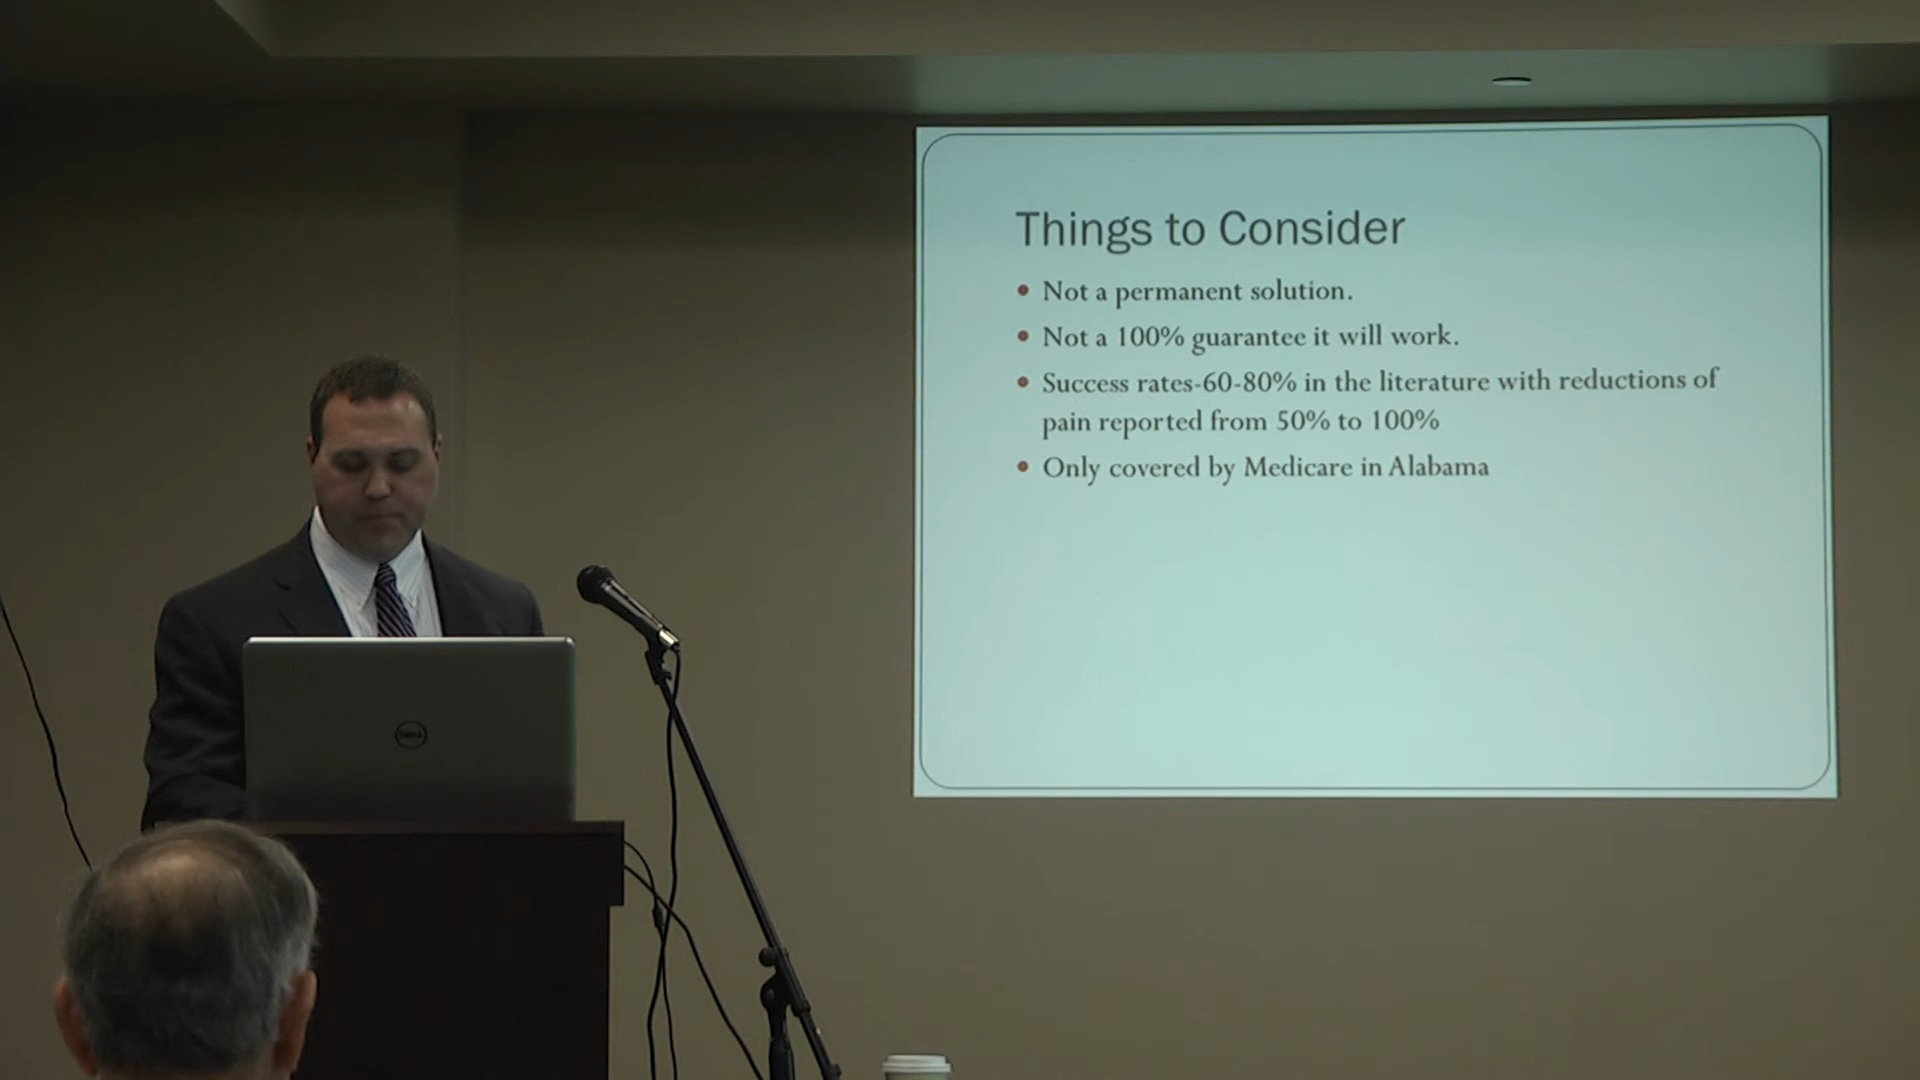 Things to Consider
• Not a permanent solution.
• Not a 100% guarantee it will work.
• Success rates-60-80% in the literature with reductions of
pain reported from 50% to 100%
• Only covered by Medicare in Alabama
DELL